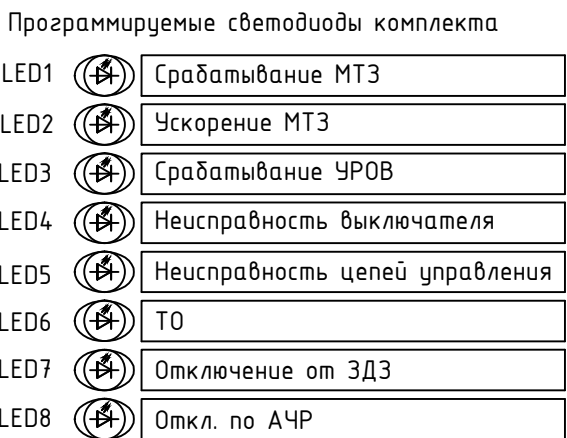 Программируемые светодиоды комплекта
LED1 Срабатывание МТЗ
LED2 Ускорение МТЗ
LED3 Срабатывание УРОВ
LED4 Неисправность выключателя
LED5 Неисправность цепей управления
LED6 ТО
LED7 Отключение от ЗДЗ
LED8 Откл. по АЧР